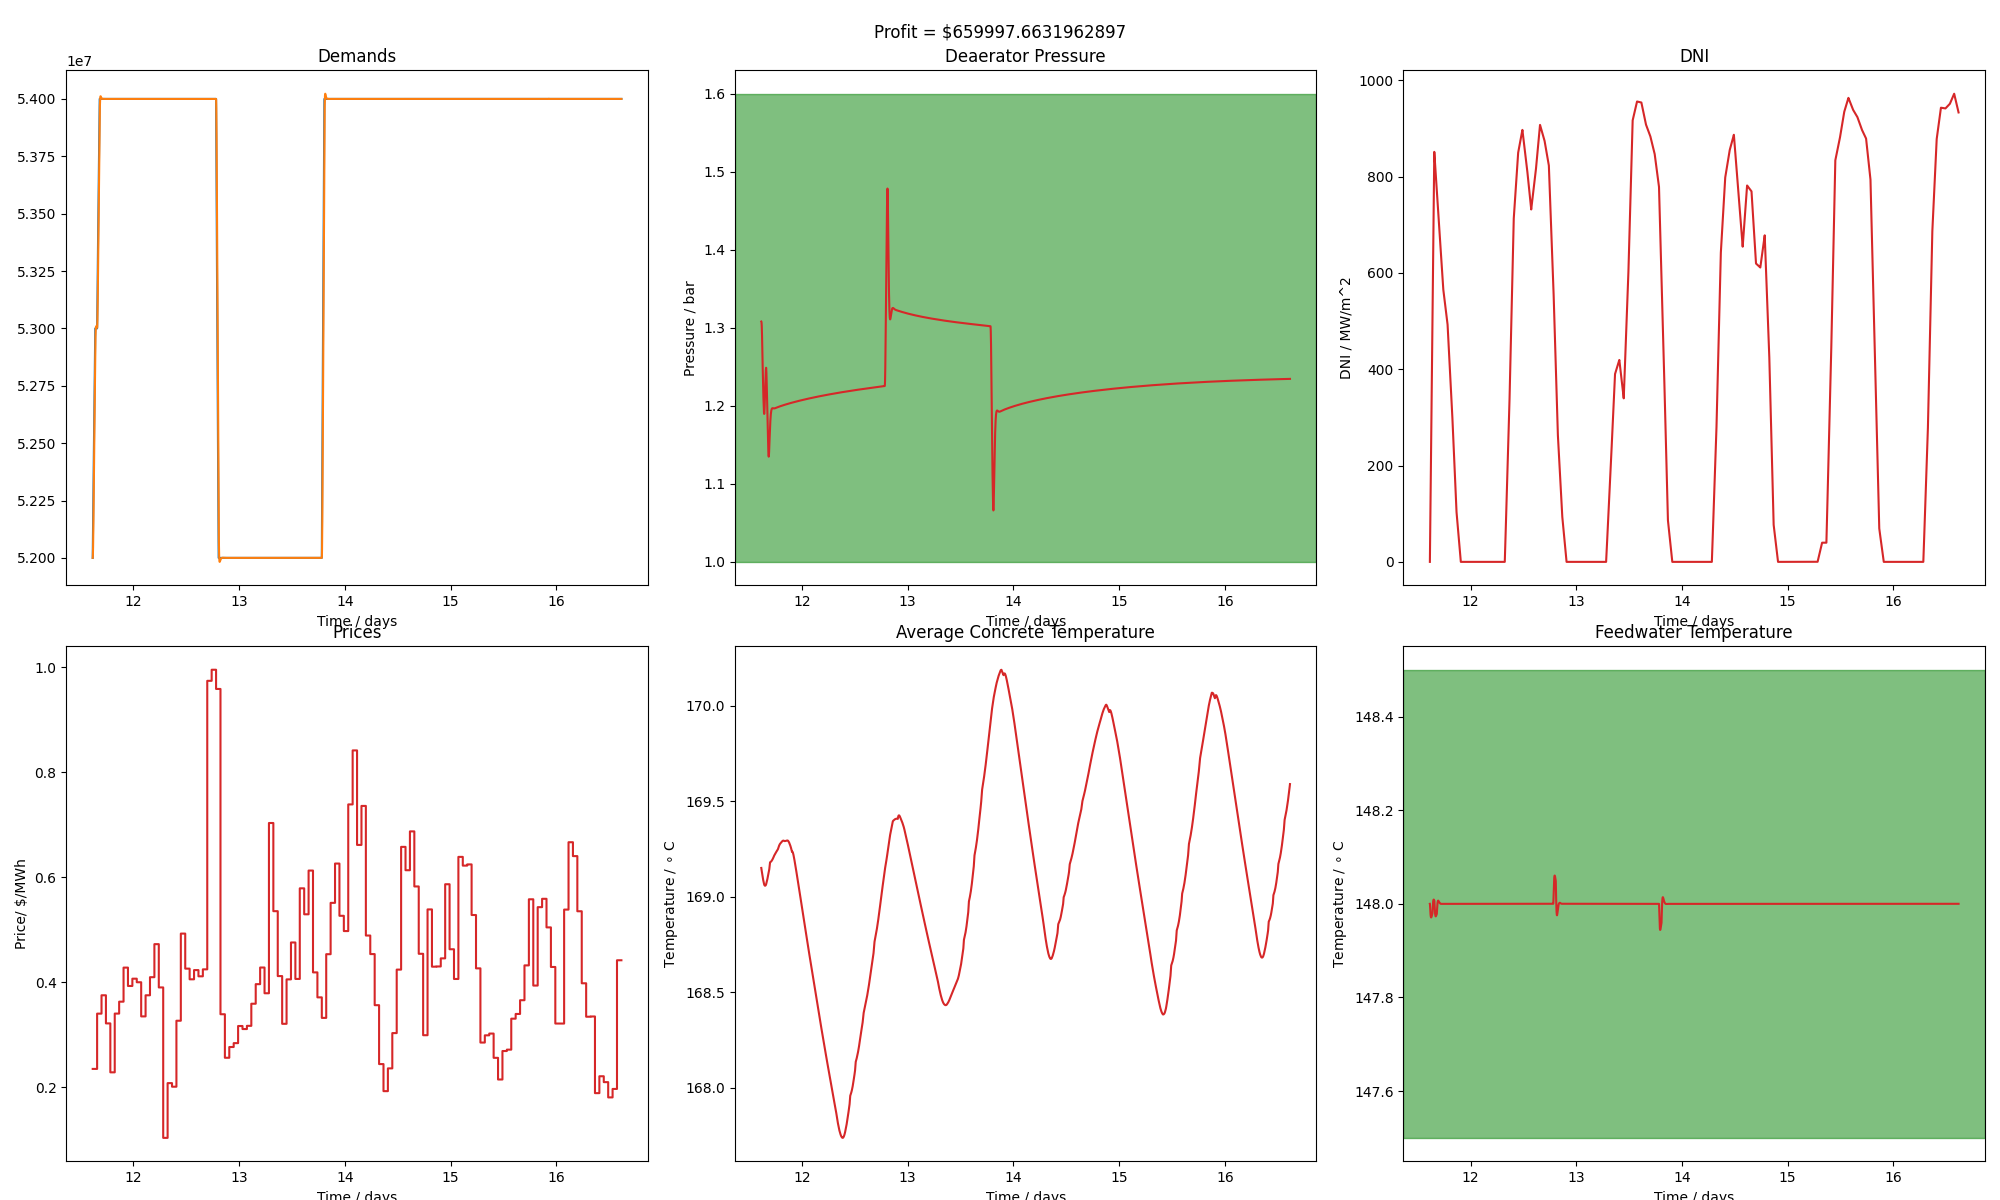 Profit = $659997.6631962897
Demands
1e7
5.400
5.375
5.350
5.325
5.300
5.275
5.250
5.225
5.200
12 13 14 15 16
Time / days
Deaerator Pressure
Pressure / bar
1.6
1.5
1.4
1.3
1.2
1.1
1.0
12 13 14 15 16
Time / days
DNI
DNI / MW/m^2
1000
800
600
400
200
0
12 13 14 15 16
Time / days
Prices
Price/ $/MWh
1.0
0.8
0.6
0.4
0.2
12 13 14 15 16
Time / days
Average Concrete Temperature
Temperature / ∘ C
170.0
169.5
169.0
168.5
168.0
12 13 14 15 16
Time / days
Feedwater Temperature
Temperature / ∘ C
148.4
148.2
148.0
147.8
147.6
12 13 14 15 16
Time / days